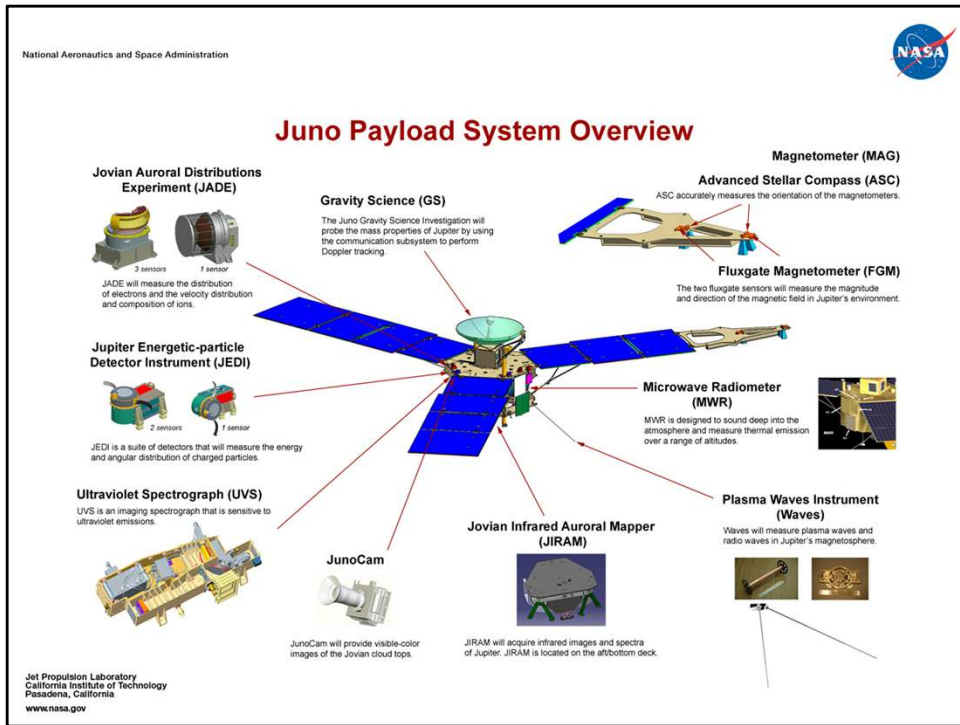 National Aeronautics and Space Administration
NASA
Juno Payload System Overview
Jovian Auroral Distributions
Experiment (JADE)
3 sensors
1 sensor
JADE will measure the distribution
of electrons and the velocity distribution
and composition of ions.
Gravity Science (GS)
The Juno Gravity Science Investigation will
probe the mass properties of Jupiter by using
the communication subsystem to perform
Doppler tracking.
Magnetometer (MAG)
Advanced Stellar Compass (ASC)
ASC accurately measures the orientation of the magnetometers.
Fluxgate Magnetometer (FGM)
The two fluxgate sensors will measure the magnitude
and direction of the magnetic field in Jupiter's environment.
Jupiter Energetic-particle
Detector Instrument (JEDI)
2 sensors
1 sensor
JEDI is a suite of detectors that will measure the energy
and angular distribution of charged particles.
Microwave Radiometer
(MWR)
MWR is designed to sound deep into the
atmosphere and measure thermal emission
over a range of altitudes.
Ultraviolet Spectrograph (UVS)
UVS is an imaging spectrograph that is sensitive to
ultraviolet emissions.
JunoCam
JunoCam will provide visible-color
images of the Jovian cloud tops.
Jovian Infrared Auroral Mapper
(JIRAM)
JIRAM will acquire infrared images and spectra
of Jupiter. JIRAM is located on the aft/bottom deck.
Plasma Waves Instrument
(Waves)
Waves will measure plasma waves and
radio waves in Jupiter's magnetosphere.
Jet Propulsion Laboratory
California Institute of Technology
Pasadena, California
www.nasa.gov